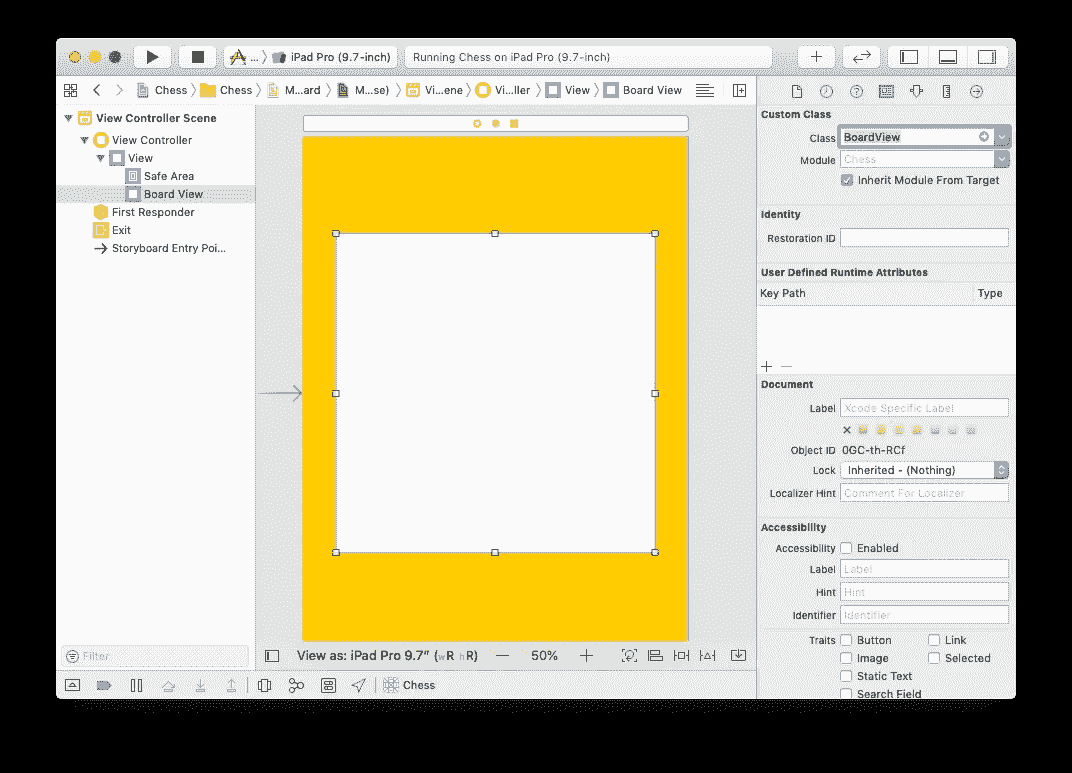 ... iPad Pro (9.7-inch) Running Chess on iPad Pro (9.7-inch)
Chess Chess M...ard M...se) Vi...ene Vi...ller View Board View
View Controller Scene
View Controller
View
Safe Area
Board View
First Responder
Exit
Storyboard Entry Poi...
Filter
View as: iPad Pro 9.7" (wR hR) 50%
Chess
Custom Class
Class BoardView
Module Chess
Inherit Module From Target
Identity
Restoration ID
User Defined Runtime Attributes
Key Path Type
Document
Label Xcode Specific Label
Object ID 0GC-th-RCf
Lock Inherited - (Nothing)
Localizer Hint Comment For Localizer
Accessibility
Accessibility Enabled
Label Label
Hint Hint
Identifier Identifier
Traits Button Link
Image Selected
Static Text
Search Field